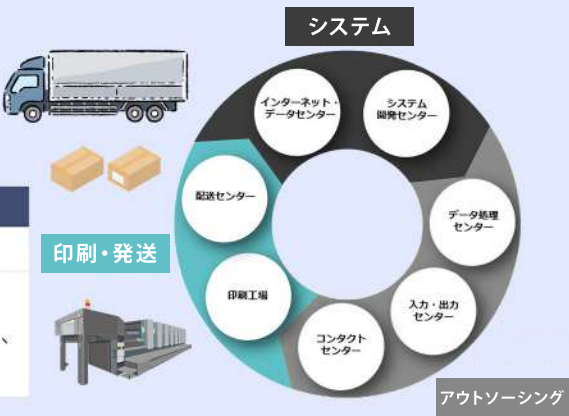 システム
インターネット・
データセンター
システム
開発センター
配送センター
データ処理
センター
印刷・発送
印刷工場
入力・出力
センター
コンタクト
センター
、
アウトソーシング